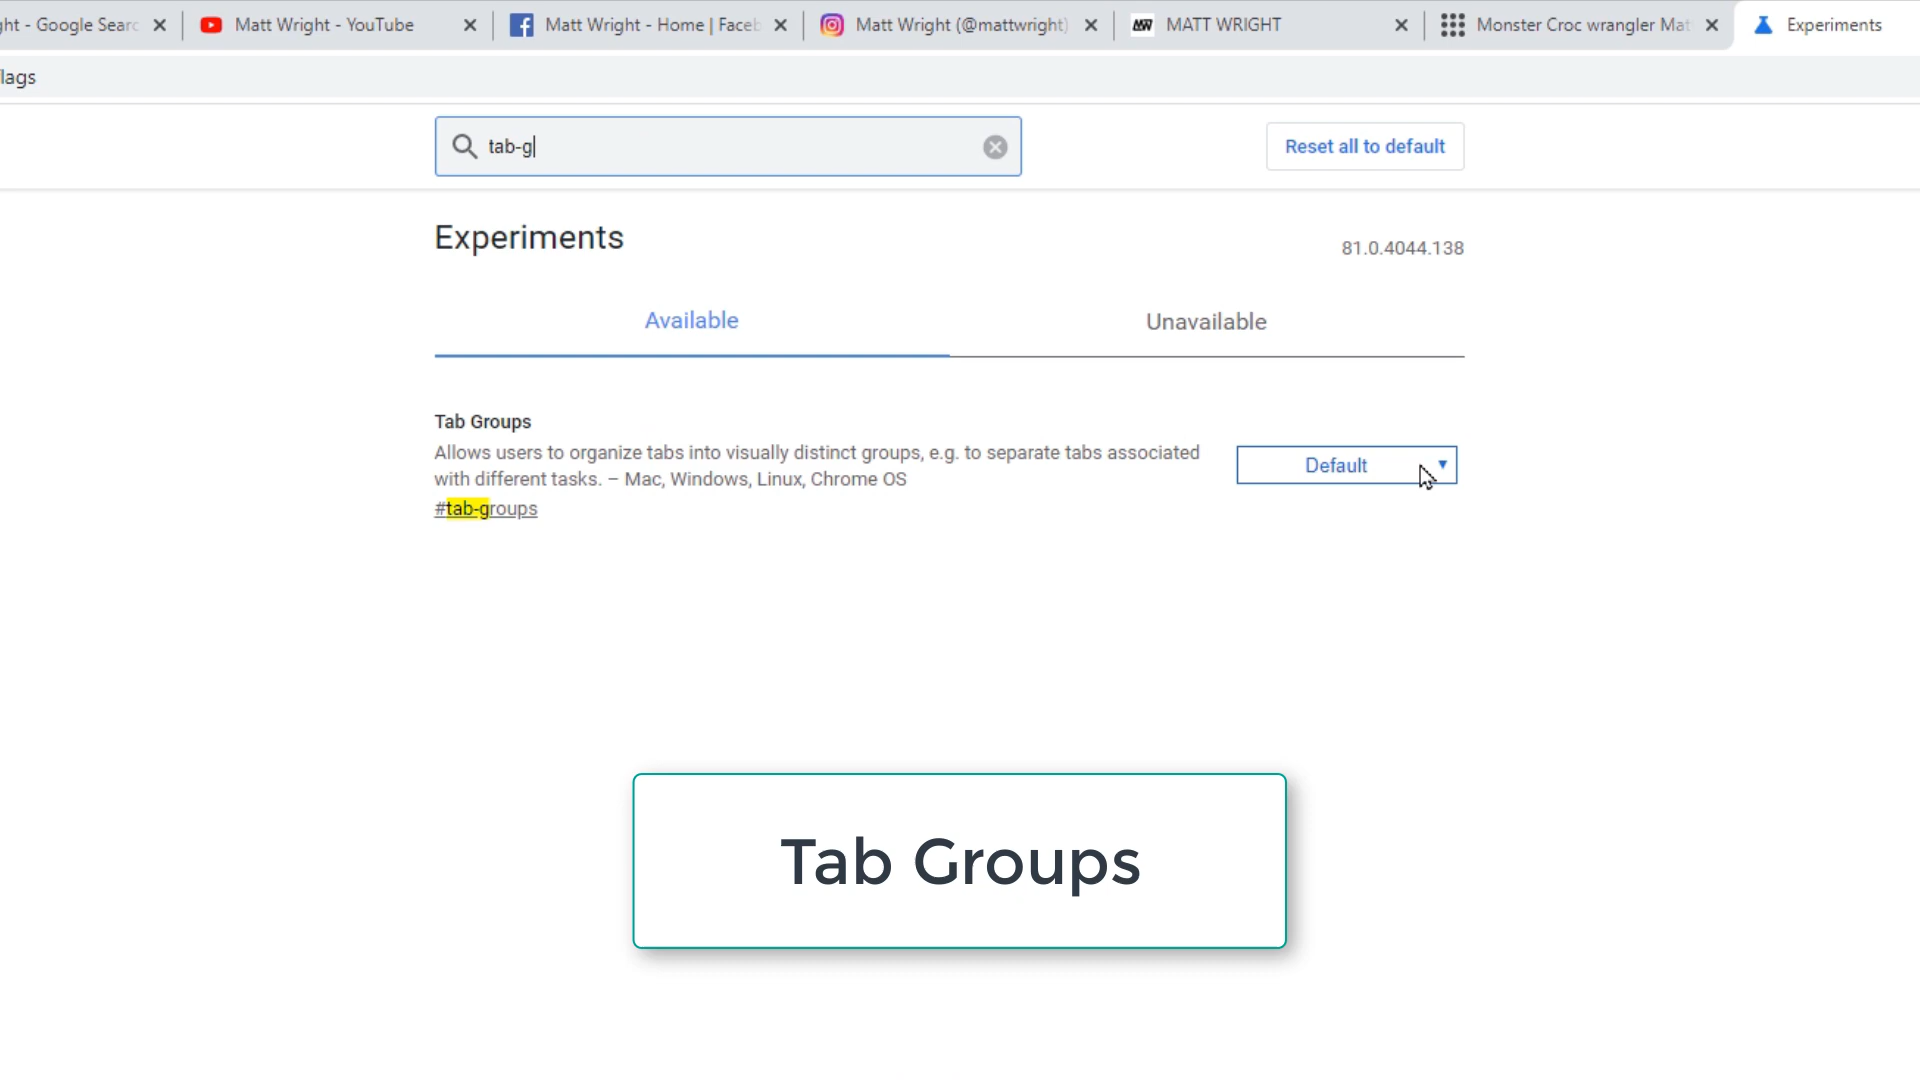 ght - Google Searc
Matt Wright - YouTube
Matt Wright - Home | Faceb
Matt Wright (@mattwright)
MW MATT WRIGHT
Monster Croc wrangler Mat
Experiments
lags
tab-g
Reset all to default
Experiments
81.0.4044.138
Available
Unavailable
Tab Groups
Allows users to organize tabs into visually distinct groups, e.g. to separate tabs associated
with different tasks. – Mac, Windows, Linux, Chrome OS
#tab-groups
Default
Tab Groups